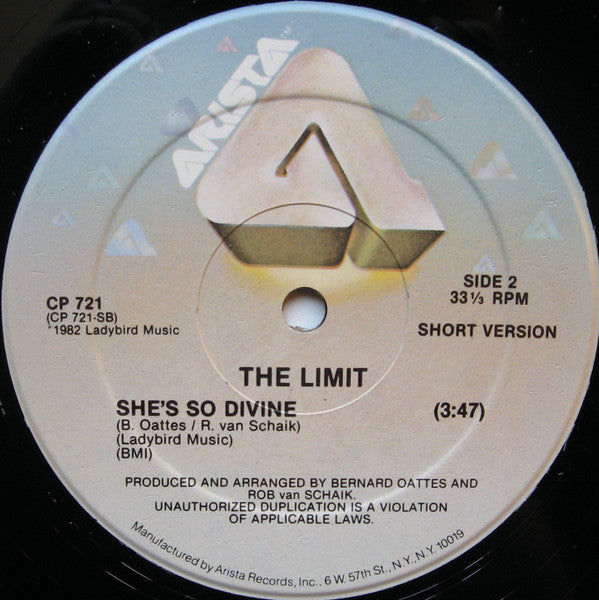 ARISTA
CP 721
(CP 721-SB)
℗1982 Ladybird Music
SIDE 2
33⅓ RPM
SHORT VERSION
THE LIMIT
SHE'S SO DIVINE (3:47)
(B. Oattes / R. van Schaik)
(Ladybird Music)
(BMI)
PRODUCED AND ARRANGED BY BERNARD OATTES AND
ROB van SCHAIK.
UNAUTHORIZED DUPLICATION IS A VIOLATION
OF APPLICABLE LAWS.
Manufactured by Arista Records, Inc., 6 W 57th St., N.Y., N.Y. 10019